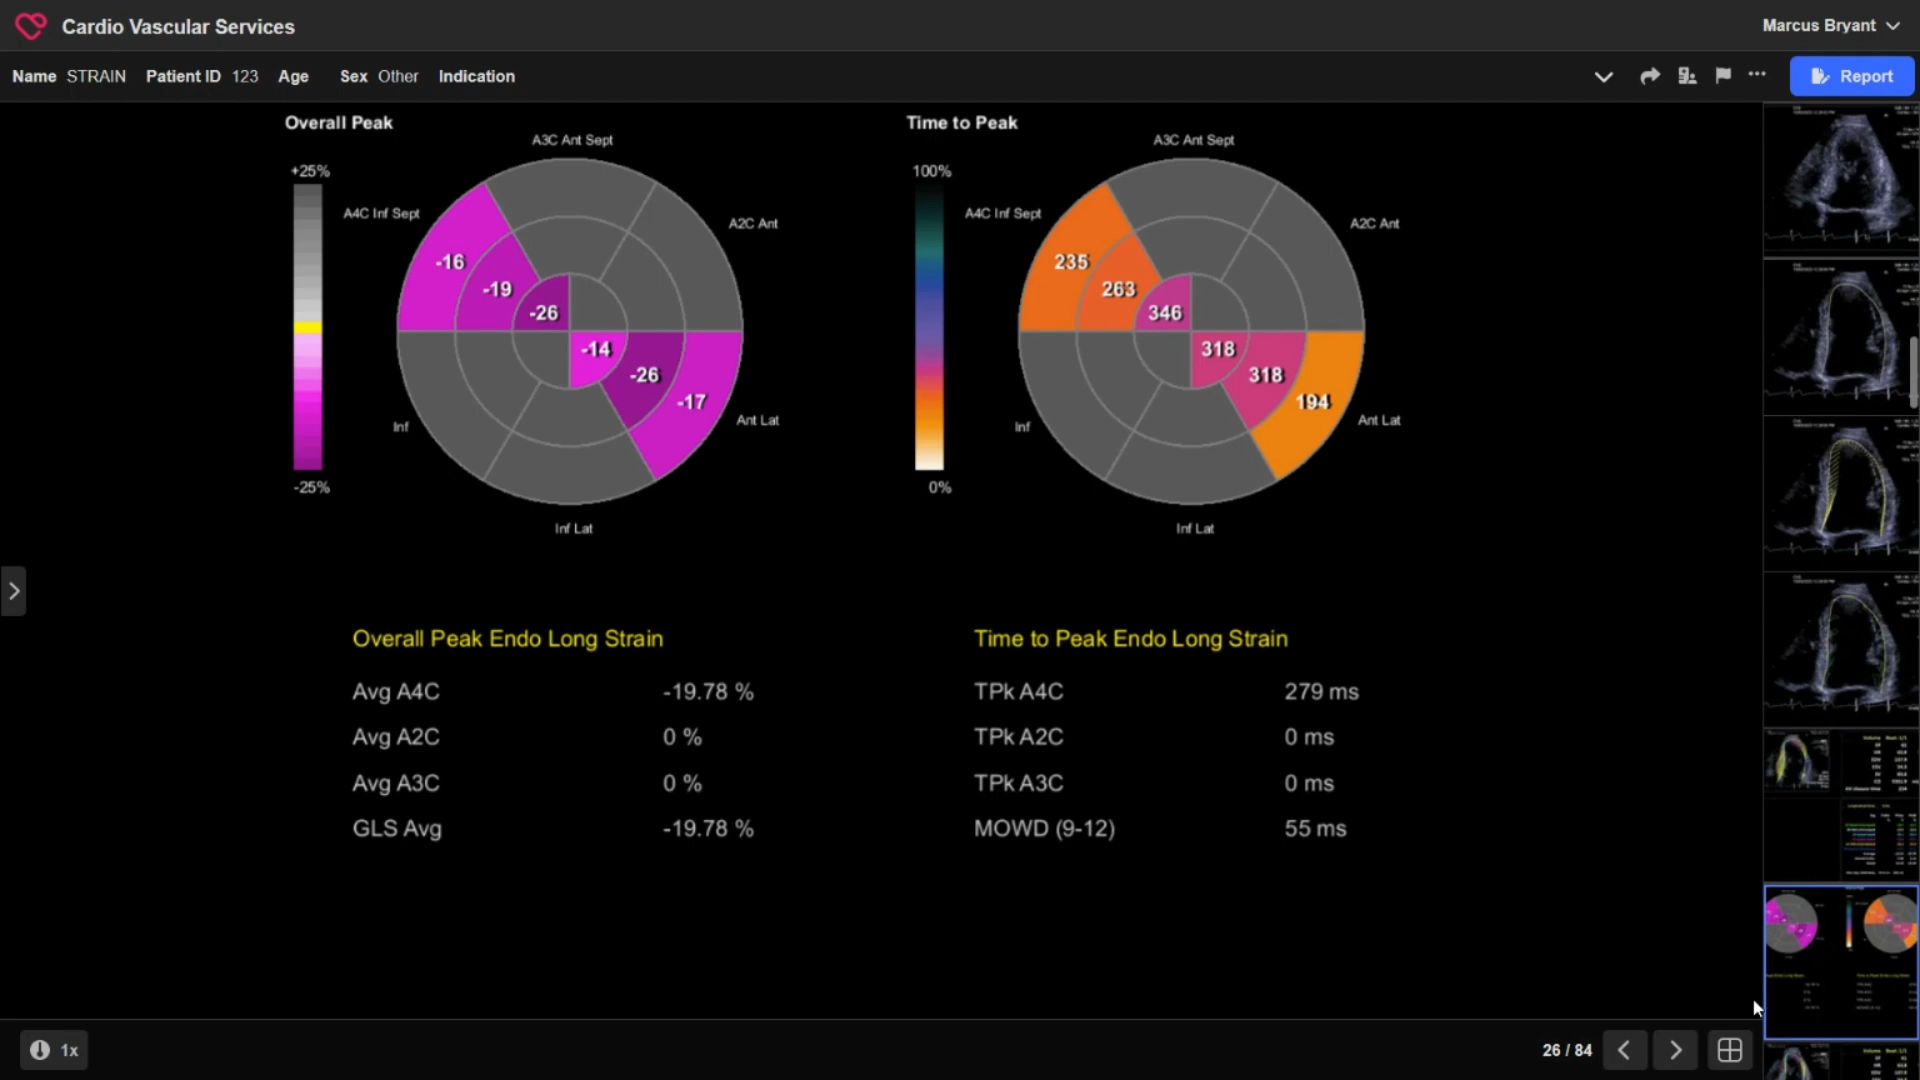 Cardio Vascular Services
Marcus Bryant
Name STRAIN Patient ID 123 Age Sex Other Indication
Report
Overall Peak
A3C Ant Sept
+25%
A4C Inf Sept
A2C Ant
-16
-19
-26
-14
-26
-17
Inf
Ant Lat
-25%
Inf Lat
Time to Peak
A3C Ant Sept
100%
A4C Inf Sept
A2C Ant
235
263
346
318
318
194
Inf
Ant Lat
0%
Inf Lat
Overall Peak Endo Long Strain
Avg A4C -19.78 %
Avg A2C 0 %
Avg A3C 0 %
GLS Avg -19.78 %
Time to Peak Endo Long Strain
TPk A4C 279 ms
TPk A2C 0 ms
TPk A3C 0 ms
MOWD (9-12) 55 ms
1x
26 / 84